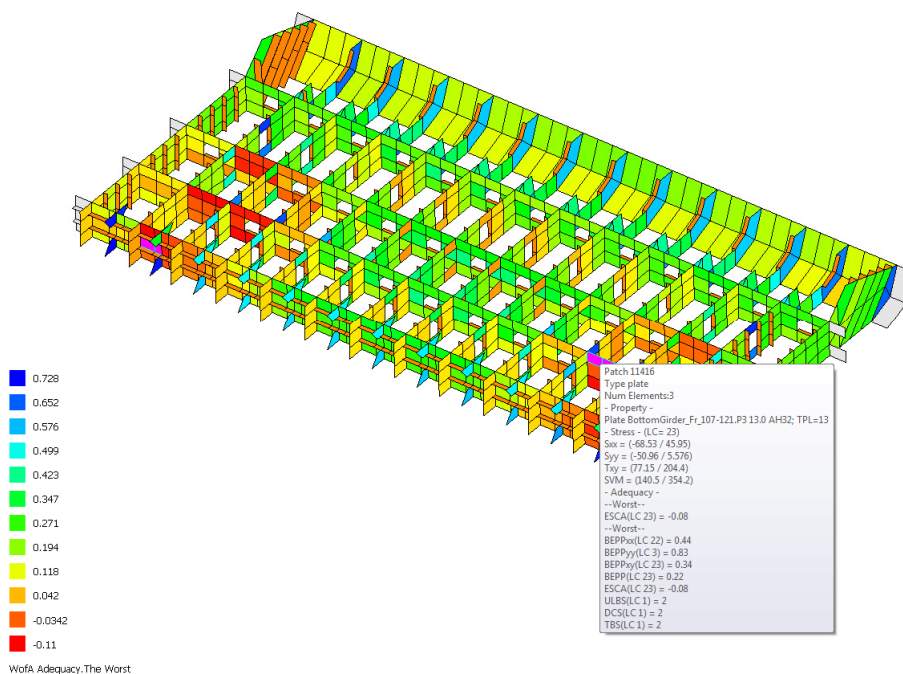 0.728
0.652
0.576
0.499
0.423
0.347
0.271
0.194
0.118
0.042
-0.0342
-0.11
WofA Adequacy.The Worst
Patch 11416
Type plate
Num Elements:3
- Property -
Plate BottomGirder_Fr_107-121.P3 13.0 AH32; TPL=13
- Stress - (LC= 23)
Sxx = (-68.53 / 45.95)
Syy = (-50.96 / 5.576)
Txy = (77.15 / 204.4)
SVM = (140.5 / 354.2)
- Adequacy -
--Worst--
ESCA(LC 23) = -0.08
--Worst--
BEPPxx(LC 22) = 0.44
BEPPyy(LC 3) = 0.83
BEPPxy(LC 23) = 0.34
BEPP(LC 23) = 0.22
ESCA(LC 23) = -0.08
ULBS(LC 1) = 2
DCS(LC 1) = 2
TBS(LC 1) = 2